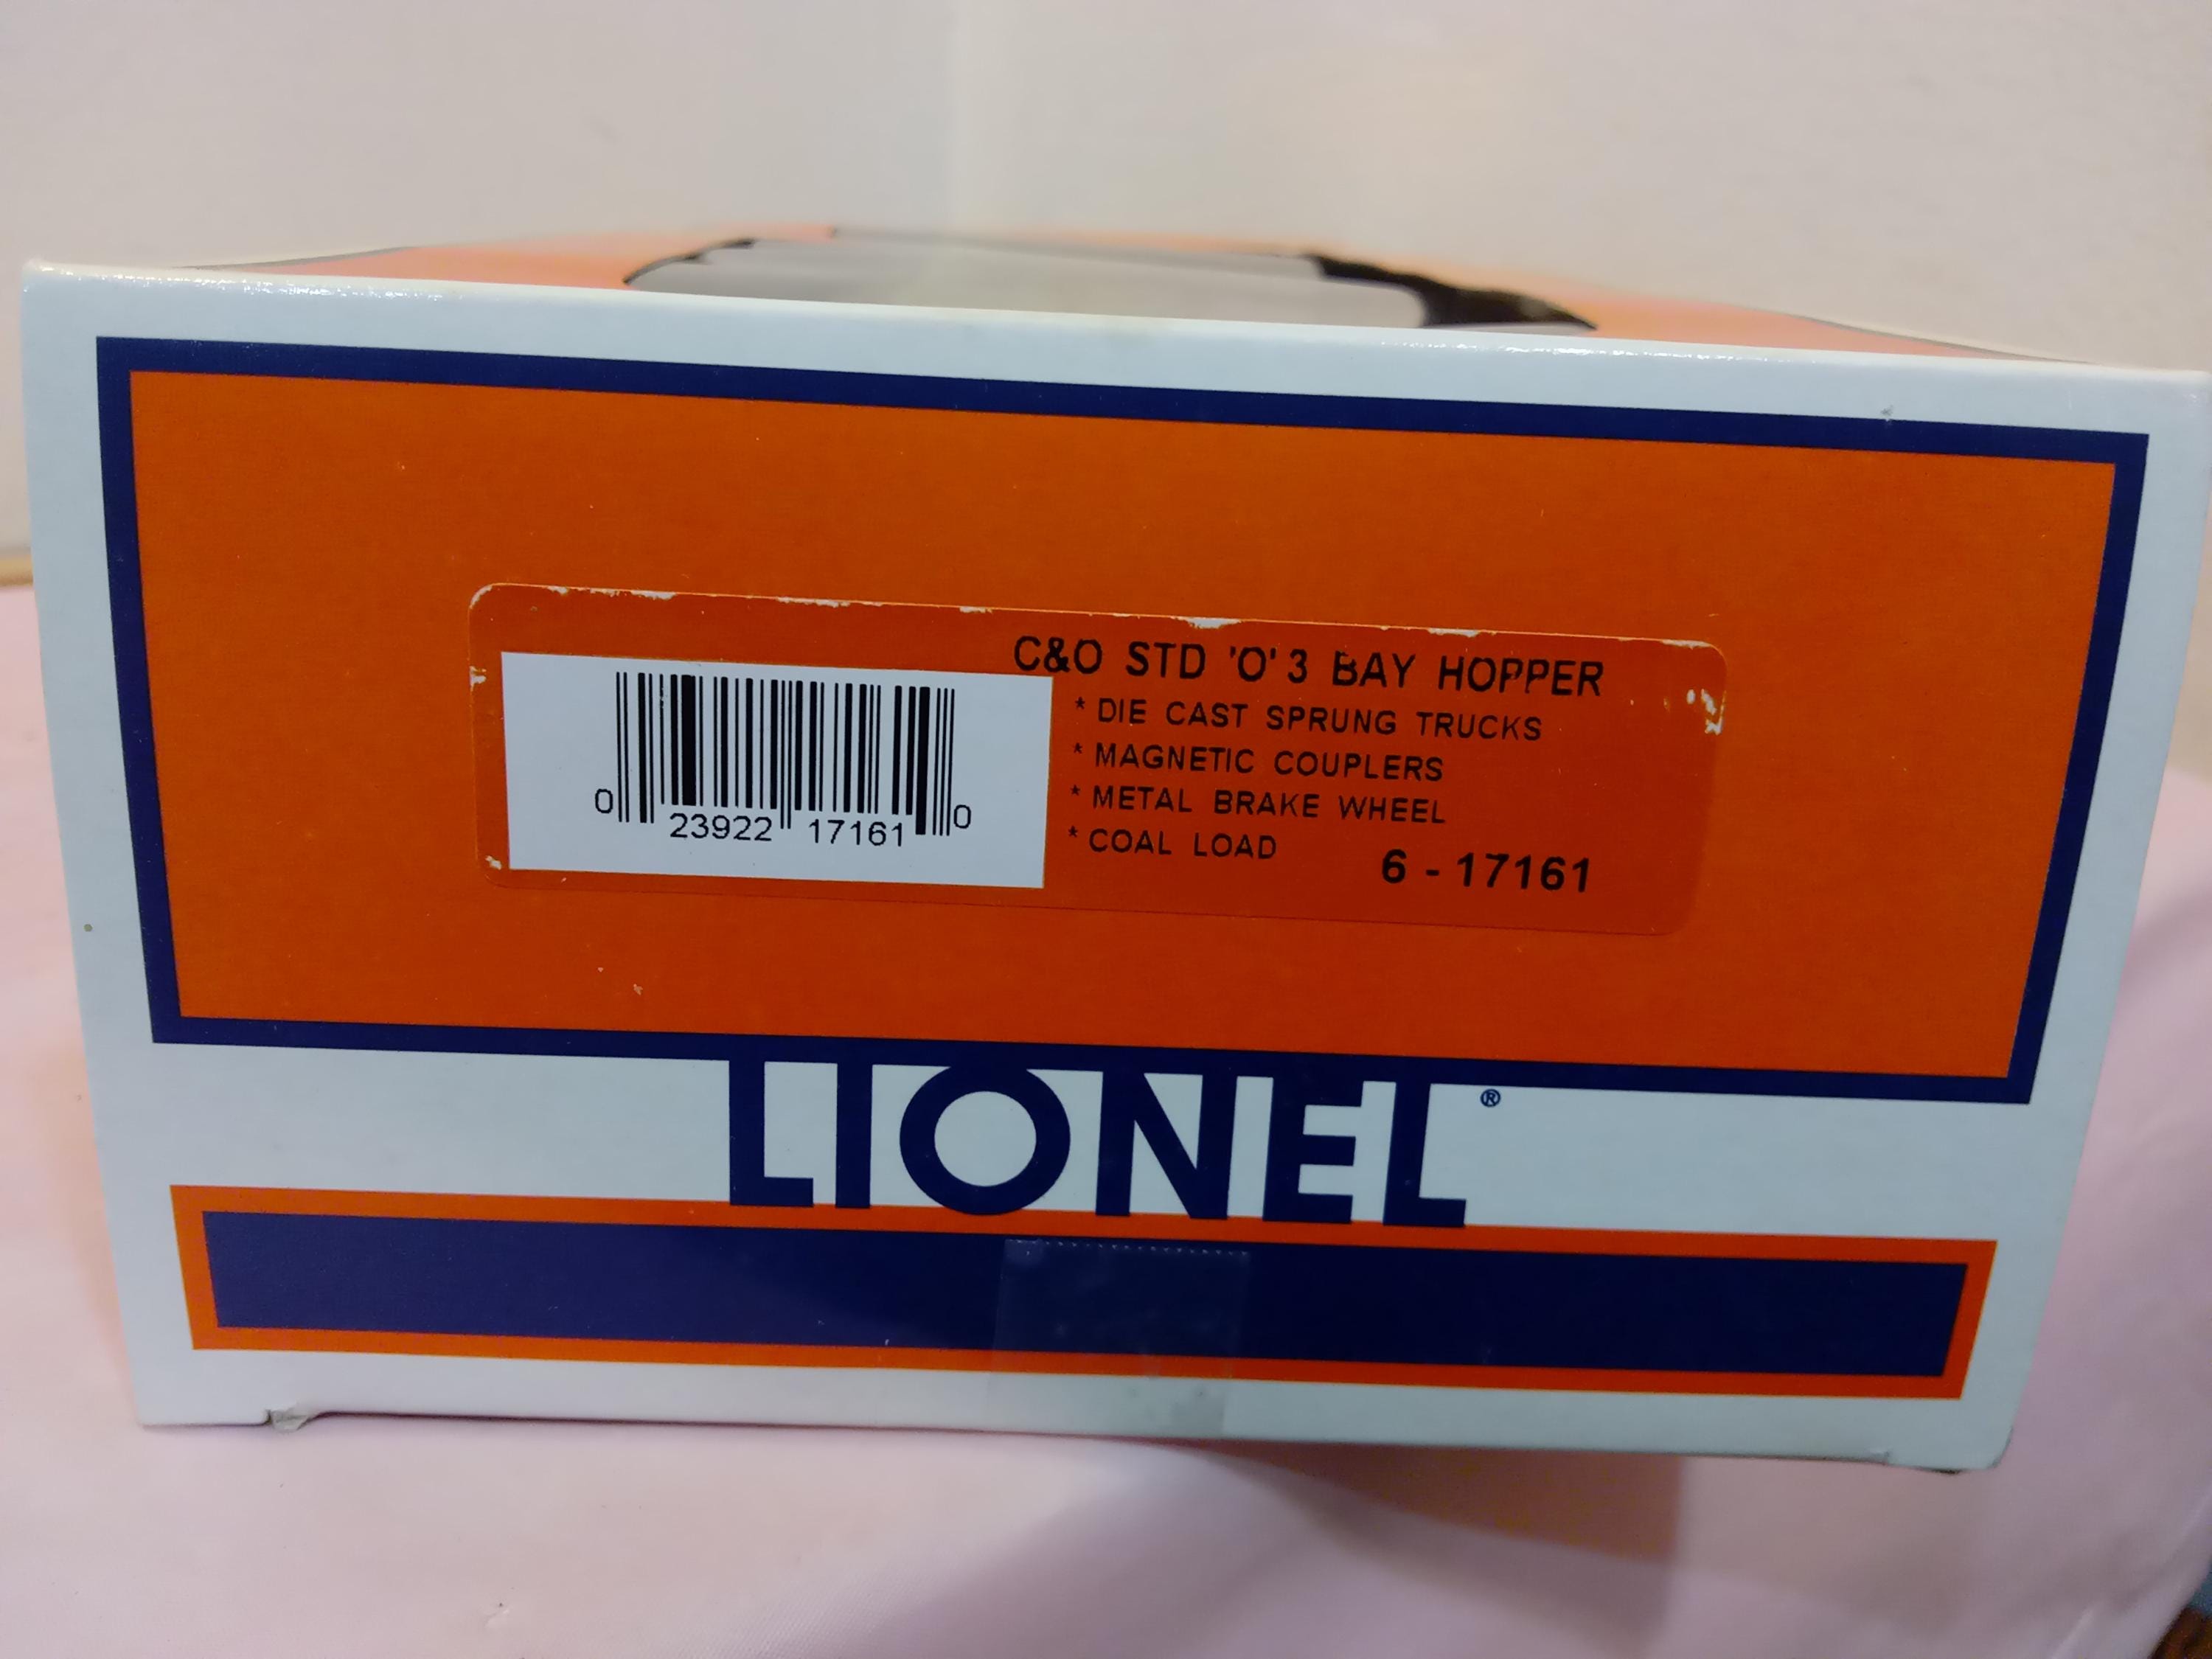 C&O STD 'O' 3 BAY HOPPER
* DIE CAST SPRUNG TRUCKS
* MAGNETIC COUPLERS
* METAL BRAKE WHEEL
* COAL LOAD
6 - 17161
0 23922 17161 0
LIONEL ®